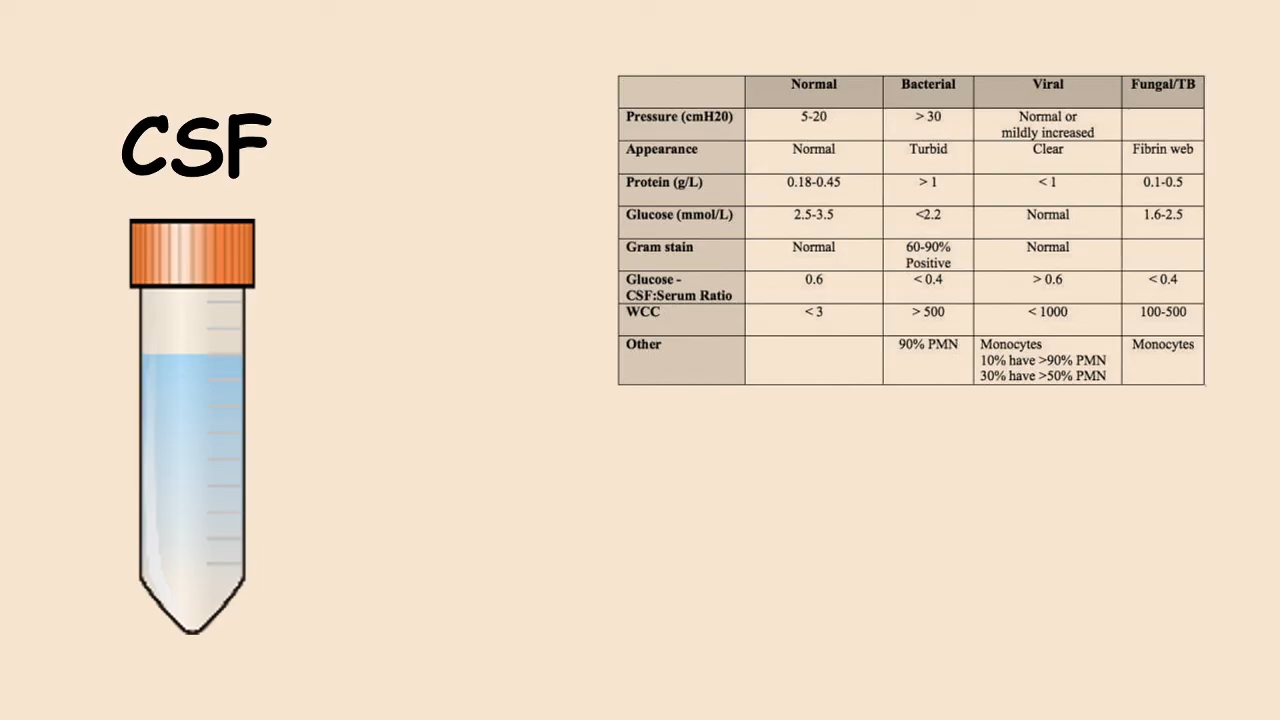 CSF
Normal Bacterial Viral Fungal/TB
Pressure (cmH20) 5-20 > 30 Normal or
mildly increased
Appearance Normal Turbid Clear Fibrin web
Protein (g/L) 0.18-0.45 > 1 < 1 0.1-0.5
Glucose (mmol/L) 2.5-3.5 <2.2 Normal 1.6-2.5
Gram stain Normal 60-90% Normal
Positive
Glucose - 0.6 < 0.4 > 0.6 < 0.4
CSF:Serum Ratio
WCC < 3 > 500 < 1000 100-500
Other 90% PMN Monocytes Monocytes
10% have >90% PMN
30% have >50% PMN